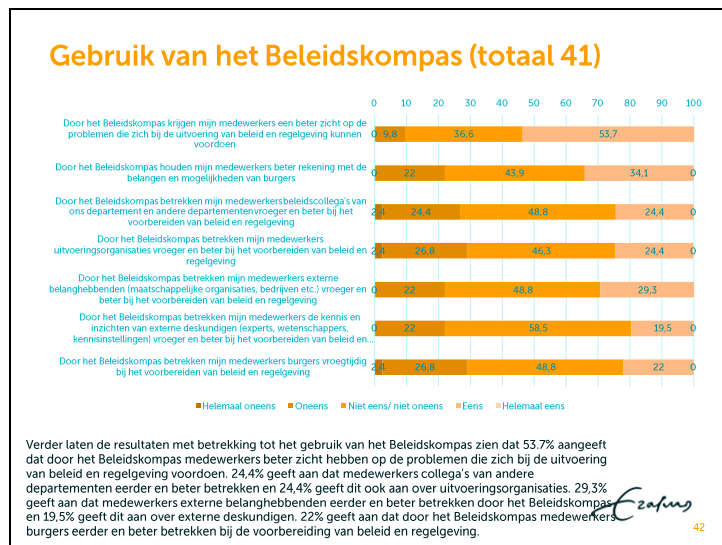 Gebruik van het Beleidskompas (totaal 41)
0 10 20 30 40 50 60 70 80 90 100
Door het Beleidskompas krijgen mijn medewerkers een beter zicht op de
problemen die zich bij de uitvoering van beleid en regelgeving kunnen
voordoen
0 9,8 36,6 53,7
Door het Beleidskompas houden mijn medewerkers beter rekening met de
belangen en mogelijkheden van burgers
0 22 43,9 34,1 0
Door het Beleidskompas betrekken mijn medewerkers beleidscollega's van
ons departement en andere departementen vroeger en beter bij het
voorbereiden van beleid en regelgeving
2,4 24,4 48,8 24,4 0
Door het Beleidskompas betrekken mijn medewerkers
uitvoeringsorganisaties vroeger en beter bij het voorbereiden van beleid en
regelgeving
2,4 26,8 46,3 24,4 0
Door het Beleidskompas betrekken mijn medewerkers externe
belanghebbenden (maatschappelijke organisaties, bedrijven etc.) vroeger en
beter bij het voorbereiden van beleid en regelgeving
0 22 48,8 29,3
Door het Beleidskompas betrekken mijn medewerkers de kennis en
inzichten van externe deskundigen (experts, wetenschappers,
kennisinstellingen) vroeger en beter bij het voorbereiden van beleid en…
0 22 58,5 19,5 0
Door het Beleidskompas betrekken mijn medewerkers burgers vroegtijdig
bij het voorbereiden van beleid en regelgeving
2,4 26,8 48,8 22 0
Helemaal oneens Oneens Niet eens/ niet oneens Eens Helemaal eens
Verder laten de resultaten met betrekking tot het gebruik van het Beleidskompas zien dat 53.7% aangeeft
dat door het Beleidskompas medewerkers beter zicht hebben op de problemen die zich bij de uitvoering
van beleid en regelgeving voordoen. 24,4% geeft aan dat medewerkers collega's van andere
departementen eerder en beter betrekken en 24,4% geeft dit ook aan over uitvoeringsorganisaties. 29,3%
geeft aan dat medewerkers externe belanghebbenden eerder en beter betrekken door het Beleidskompas
en 19,5% geeft dit aan over externe deskundigen. 22% geeft aan dat door het Beleidskompas medewerkers
burgers eerder en beter betrekken bij de voorbereiding van beleid en regelgeving.
Erasmus
42